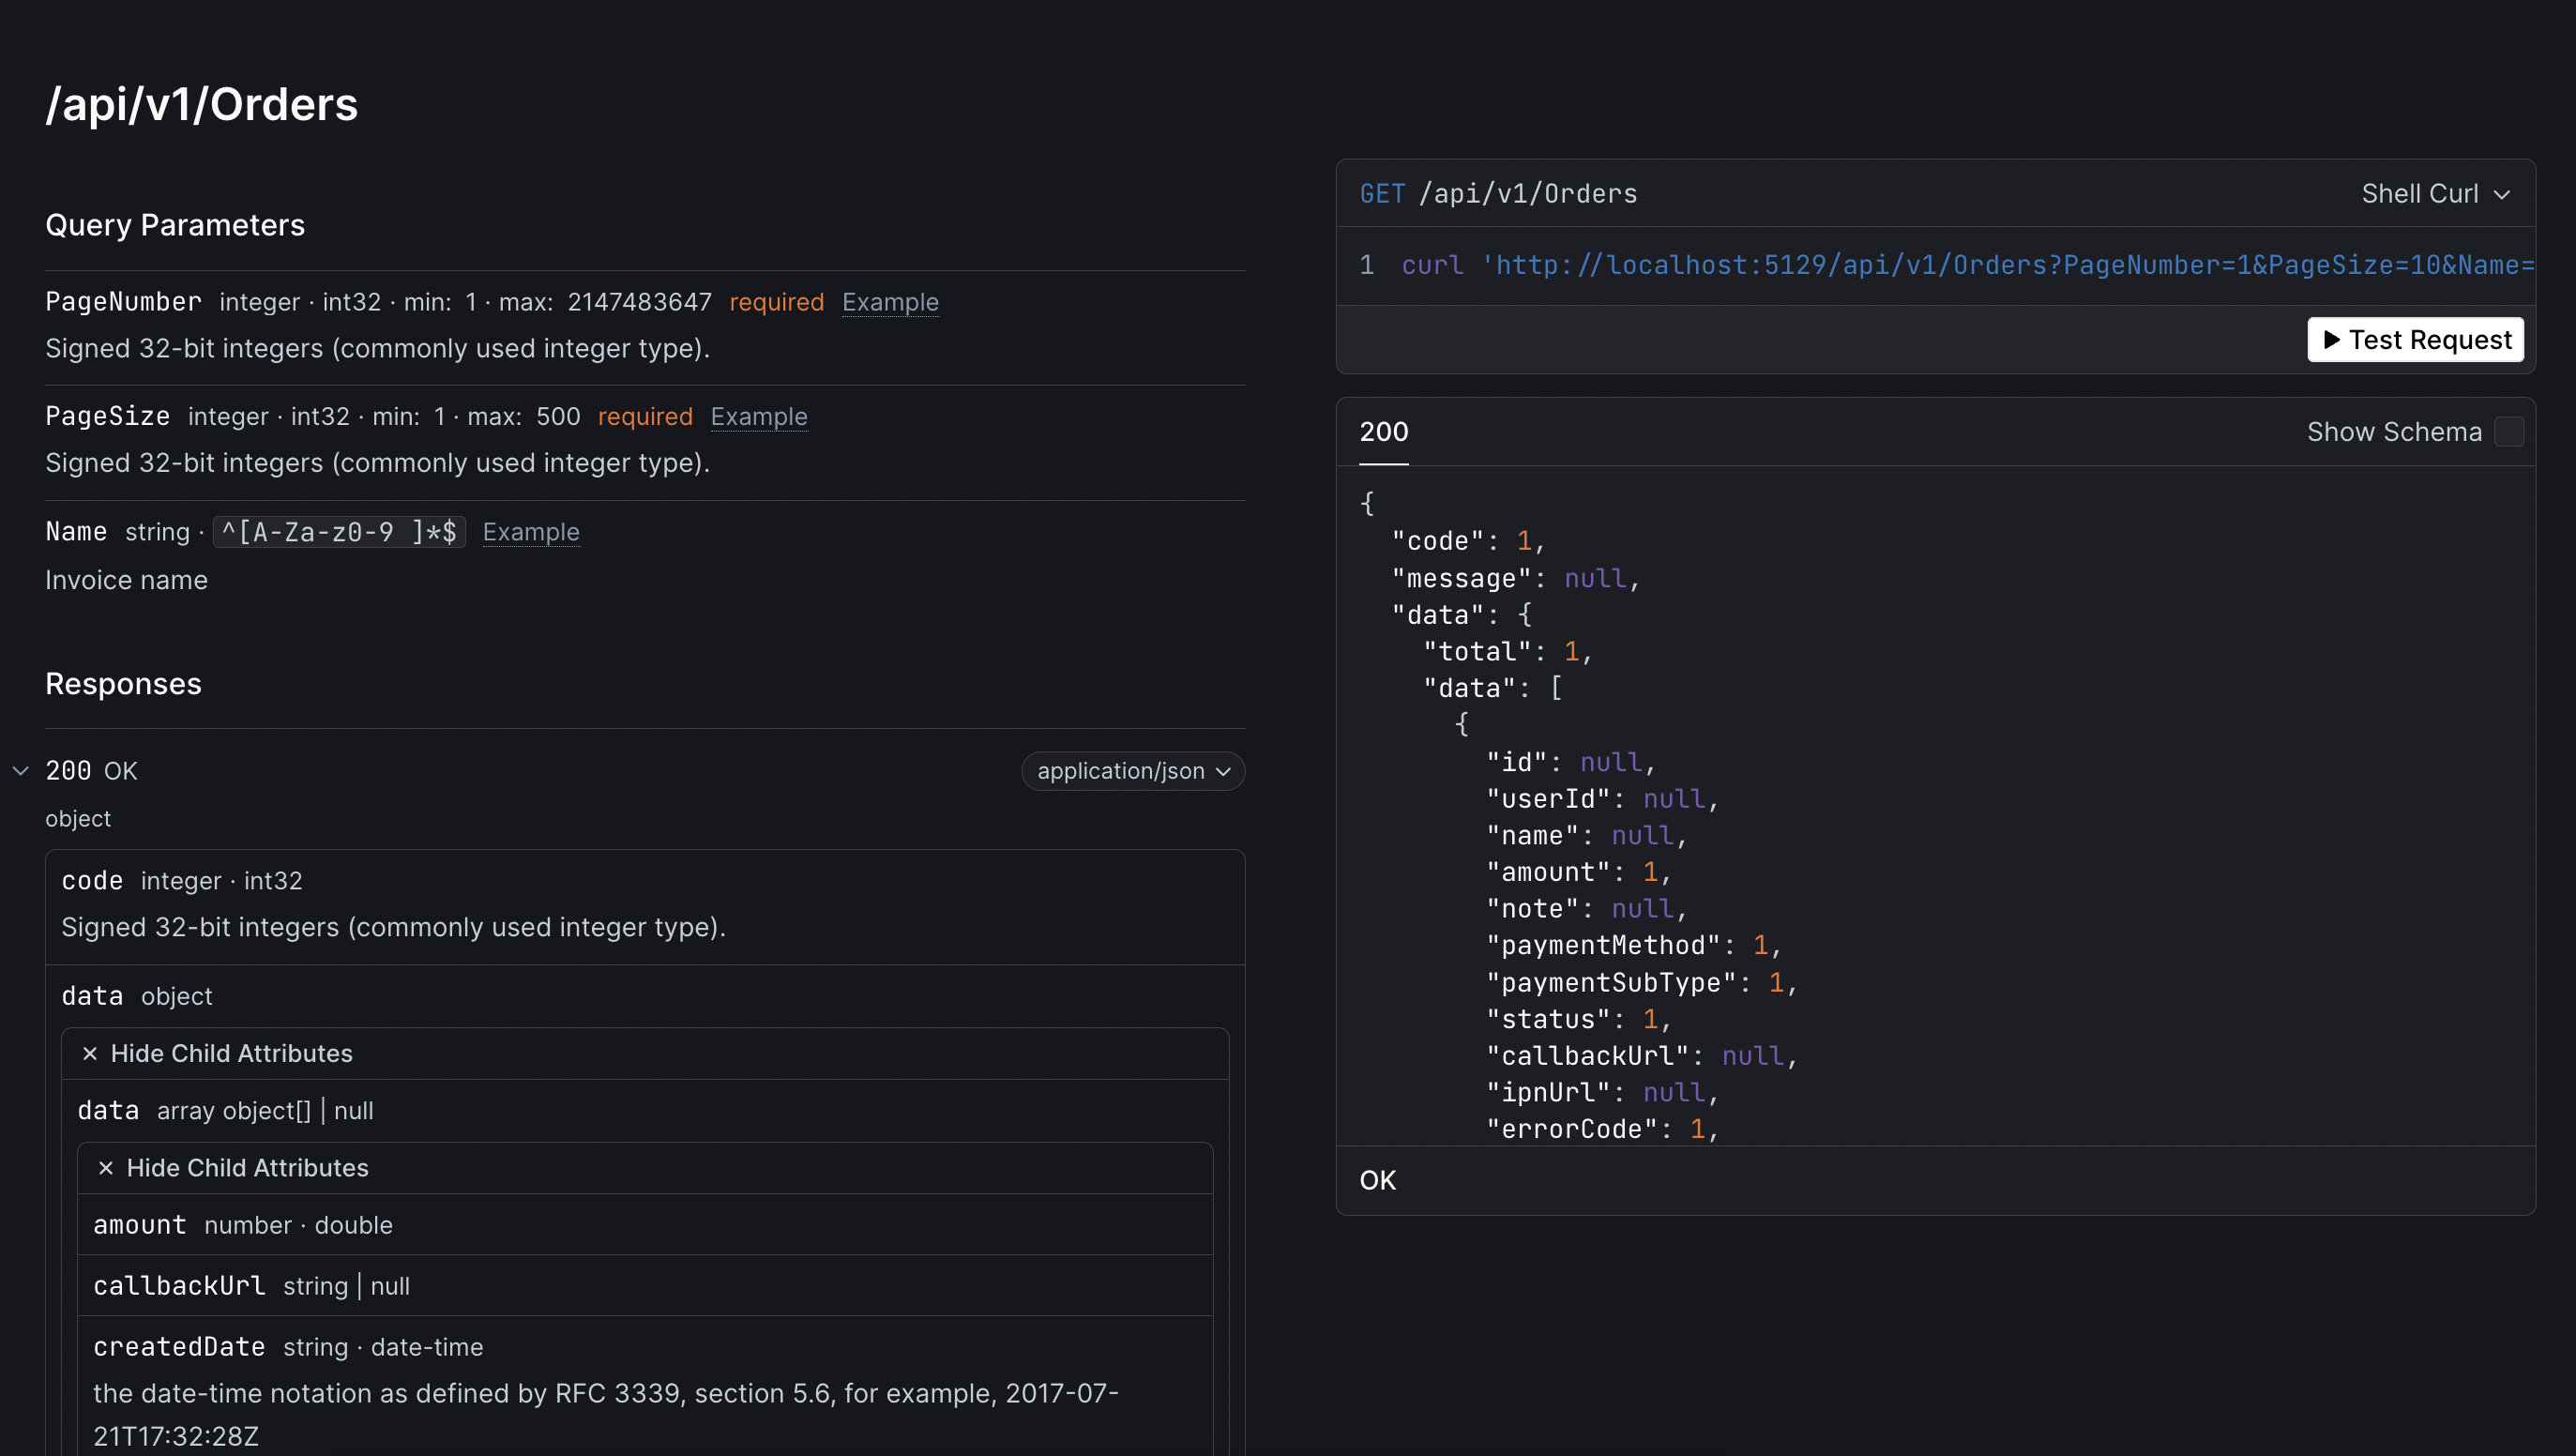 /api/v1/Orders
Query Parameters
PageNumber integer · int32 · min: 1 · max: 2147483647 required Example
Signed 32-bit integers (commonly used integer type).
PageSize integer · int32 · min: 1 · max: 500 required Example
Signed 32-bit integers (commonly used integer type).
Name string · ^[A-Za-z0-9 ]*$ Example
Invoice name
Responses
200 OK
application/json
object
code integer · int32
Signed 32-bit integers (commonly used integer type).
data object
× Hide Child Attributes
data array object[] | null
× Hide Child Attributes
amount number · double
callbackUrl string | null
createdDate string · date-time
the date-time notation as defined by RFC 3339, section 5.6, for example, 2017-07-
21T17:32:28Z
GET /api/v1/Orders
Shell Curl
1 curl 'http://localhost:5129/api/v1/Orders?PageNumber=1&PageSize=10&Name=
Test Request
200
Show Schema
{
"code": 1,
"message": null,
"data": {
"total": 1,
"data": [
{
"id": null,
"userId": null,
"name": null,
"amount": 1,
"note": null,
"paymentMethod": 1,
"paymentSubType": 1,
"status": 1,
"callbackUrl": null,
"ipnUrl": null,
"errorCode": 1,
OK